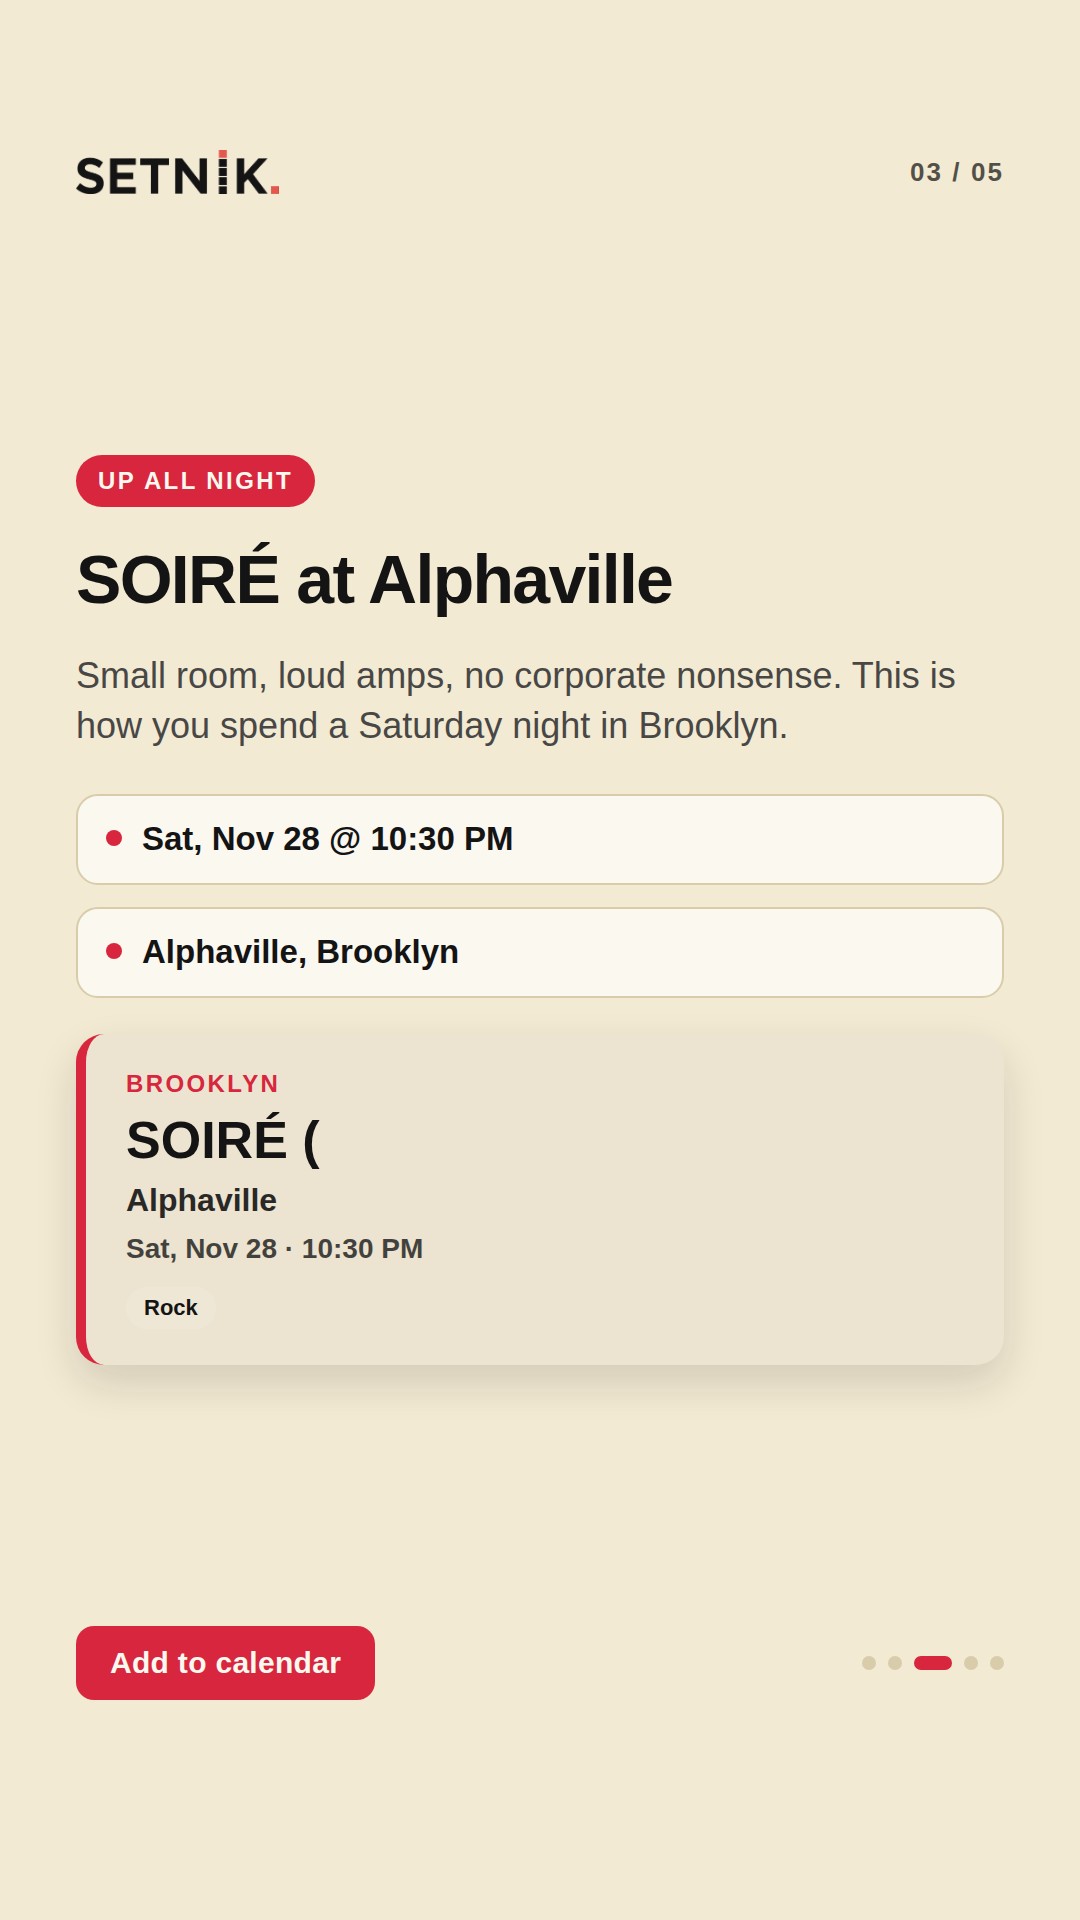 SETNIK.
03 / 05
UP ALL NIGHT
SOIRÉ at Alphaville
Small room, loud amps, no corporate nonsense. This is
how you spend a Saturday night in Brooklyn.
Sat, Nov 28 @ 10:30 PM
Alphaville, Brooklyn
BROOKLYN
SOIRÉ (
Alphaville
Sat, Nov 28 · 10:30 PM
Rock
Add to calendar